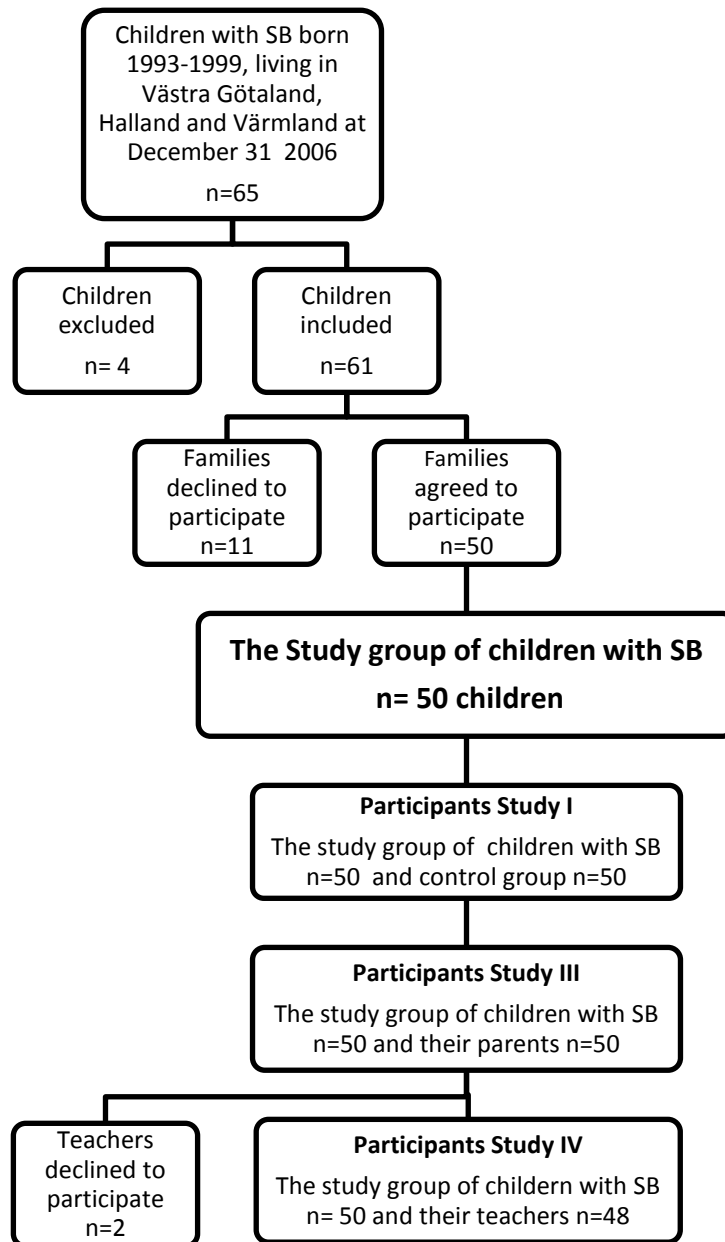 Children with SB born
1993-1999, living in
Västra Götaland,
Halland and Värmland at
December 31 2006
n=65
Children
excluded
n= 4
Children
included
n=61
Families
declined to
participate
n=11
Families
agreed to
participate
n=50
The Study group of children with SB
n= 50 children
Participants Study I
The study group of children with SB
n=50 and control group n=50
Participants Study III
The study group of children with SB
n=50 and their parents n=50
Teachers
declined to
participate
n=2
Participants Study IV
The study group of childern with SB
n= 50 and their teachers n=48